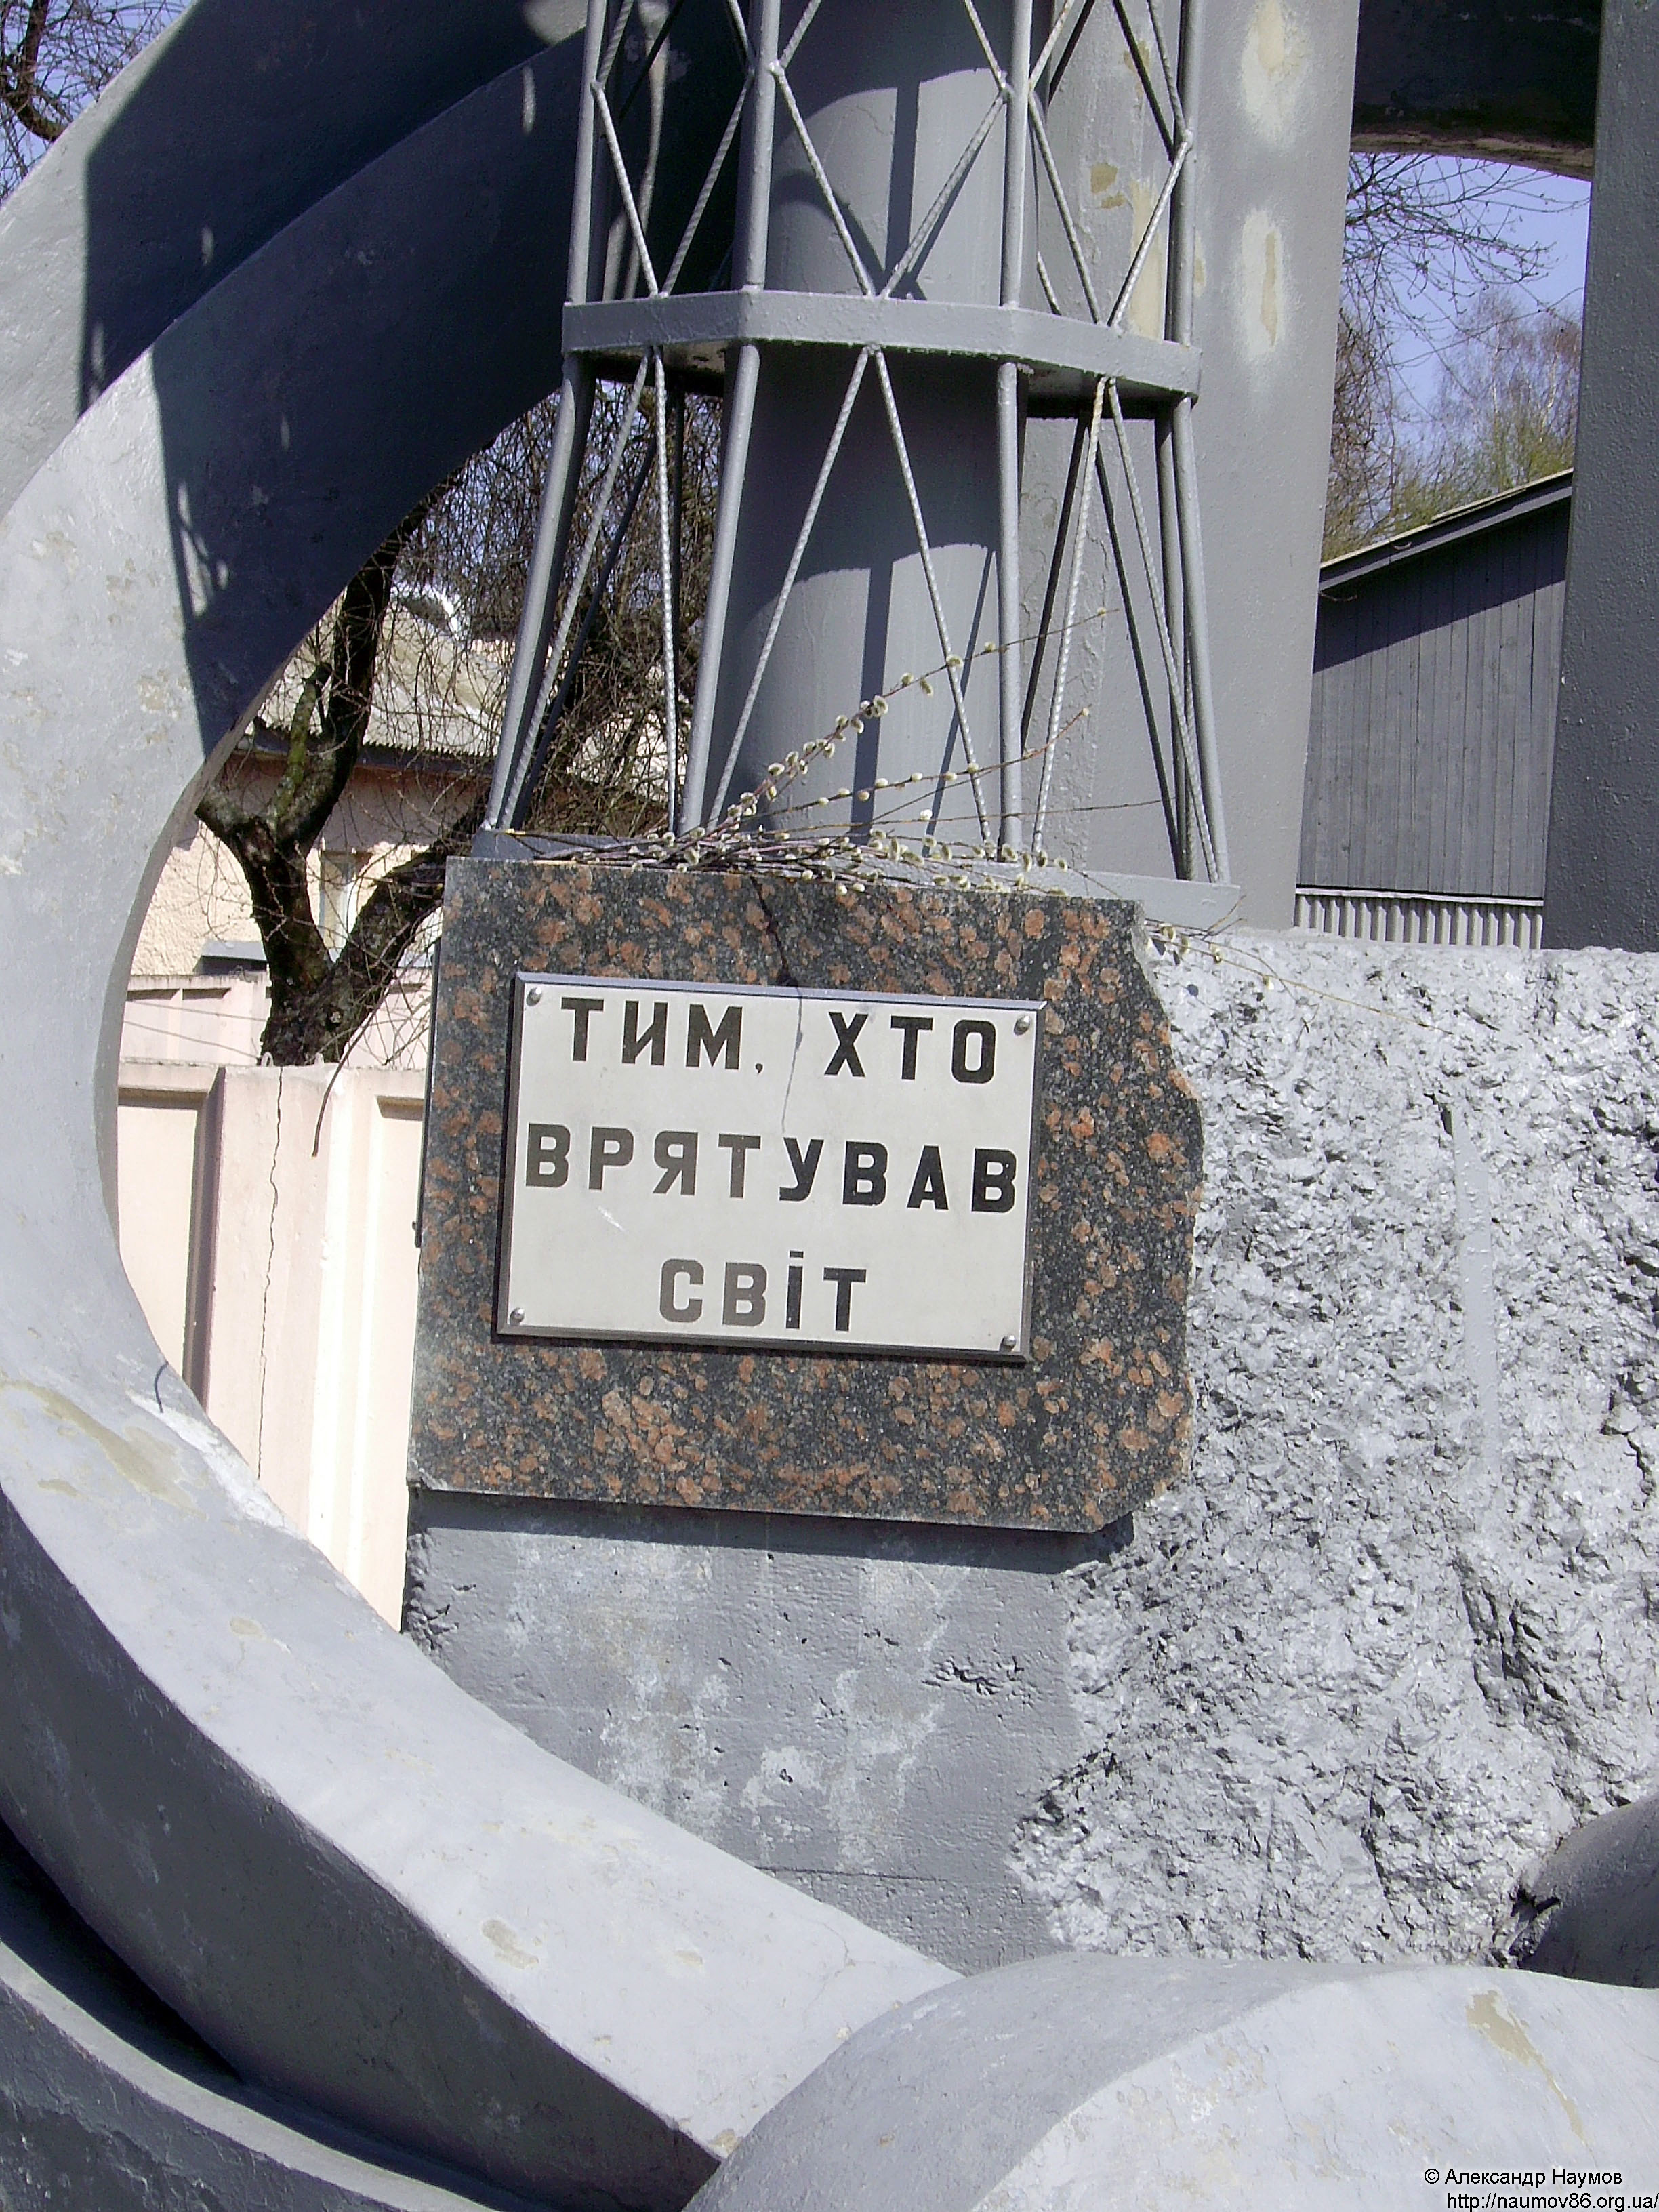 ТИМ, ХТО
ВРЯТУВАВ
СВІТ
© Александр Наумов
http://naumov86.org.ua/